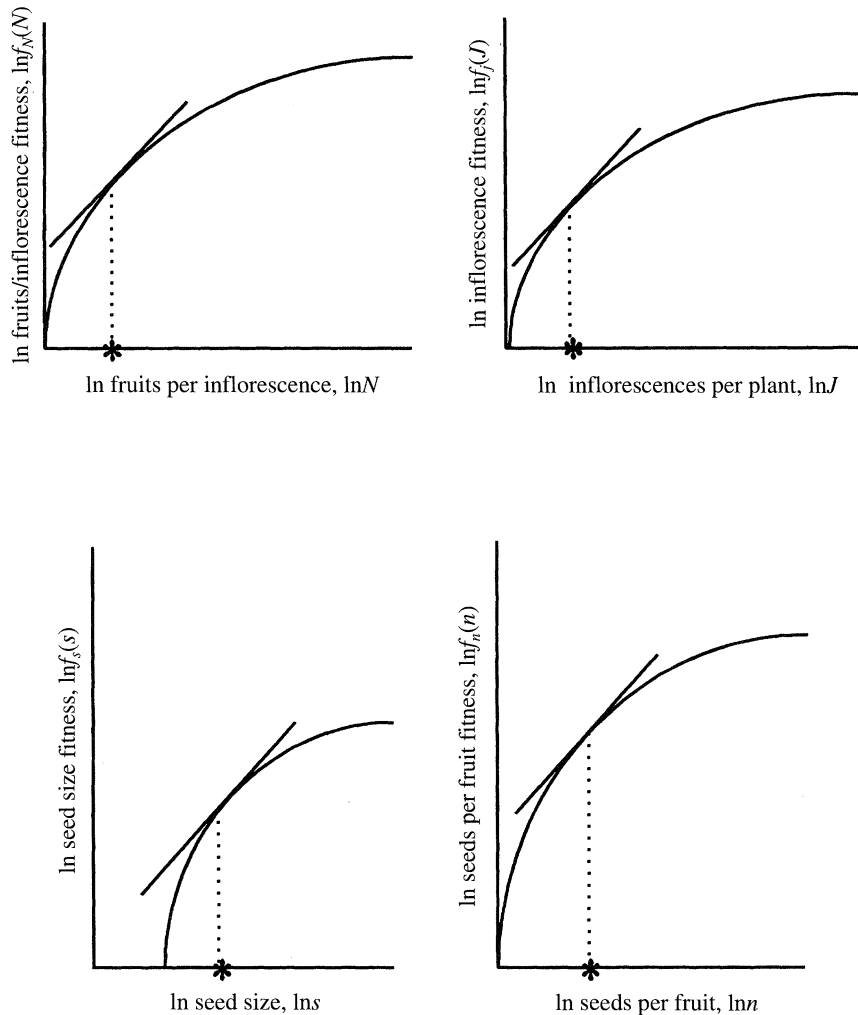 ln fruits/inflorescence fitness, lnf_N(N)
ln fruits per inflorescence, lnN
ln inflorescence fitness, lnf_j(J)
ln inflorescences per plant, lnJ
ln seed size fitness, lnf_s(s)
ln seed size, lns
ln seeds per fruit fitness, lnf_n(n)
ln seeds per fruit, lnn